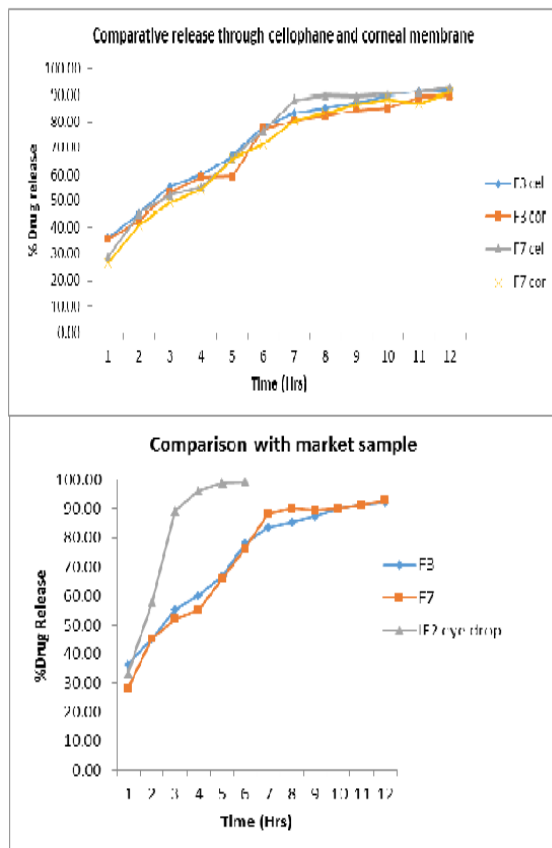 Comparative release through cellophane and corneal membrane
% Drug release
100.00
90.00
80.00
70.00
60.00
50.00
40.00
30.00
20.00
10.00
0.00
1 2 3 4 5 6 7 8 9 10 11 12
Time (Hrs)
F3 cel
F3 cor
F7 cel
F7 cor
Comparison with market sample
%Drug Release
100.00
90.00
80.00
70.00
60.00
50.00
40.00
30.00
20.00
10.00
0.00
1 2 3 4 5 6 7 8 9 10 11 12
Time (Hrs)
F3
F7
eye drop